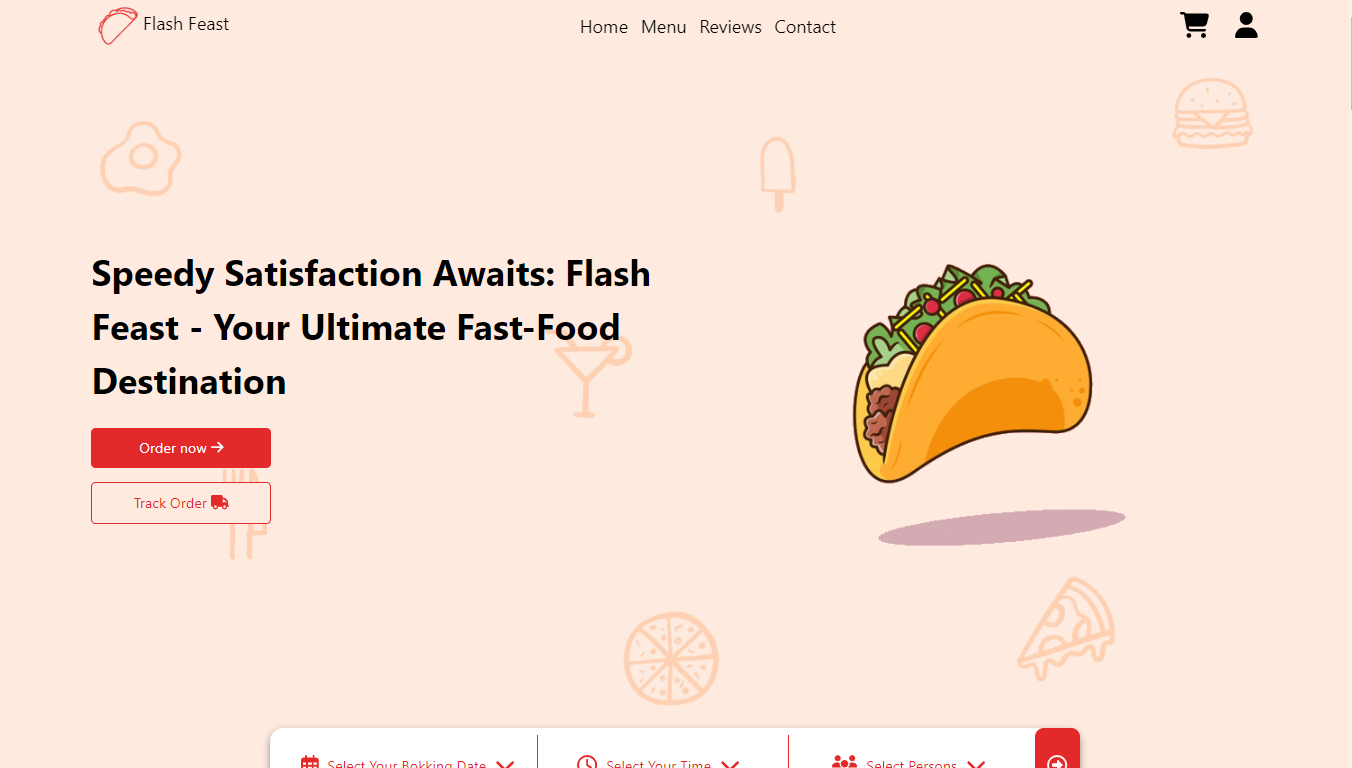 Flash Feast
Home Menu Reviews Contact
Speedy Satisfaction Awaits: Flash
Feast - Your Ultimate Fast-Food
Destination
Order now
Track Order
Select Your Bokking Date
Select Your Time
Select Persons